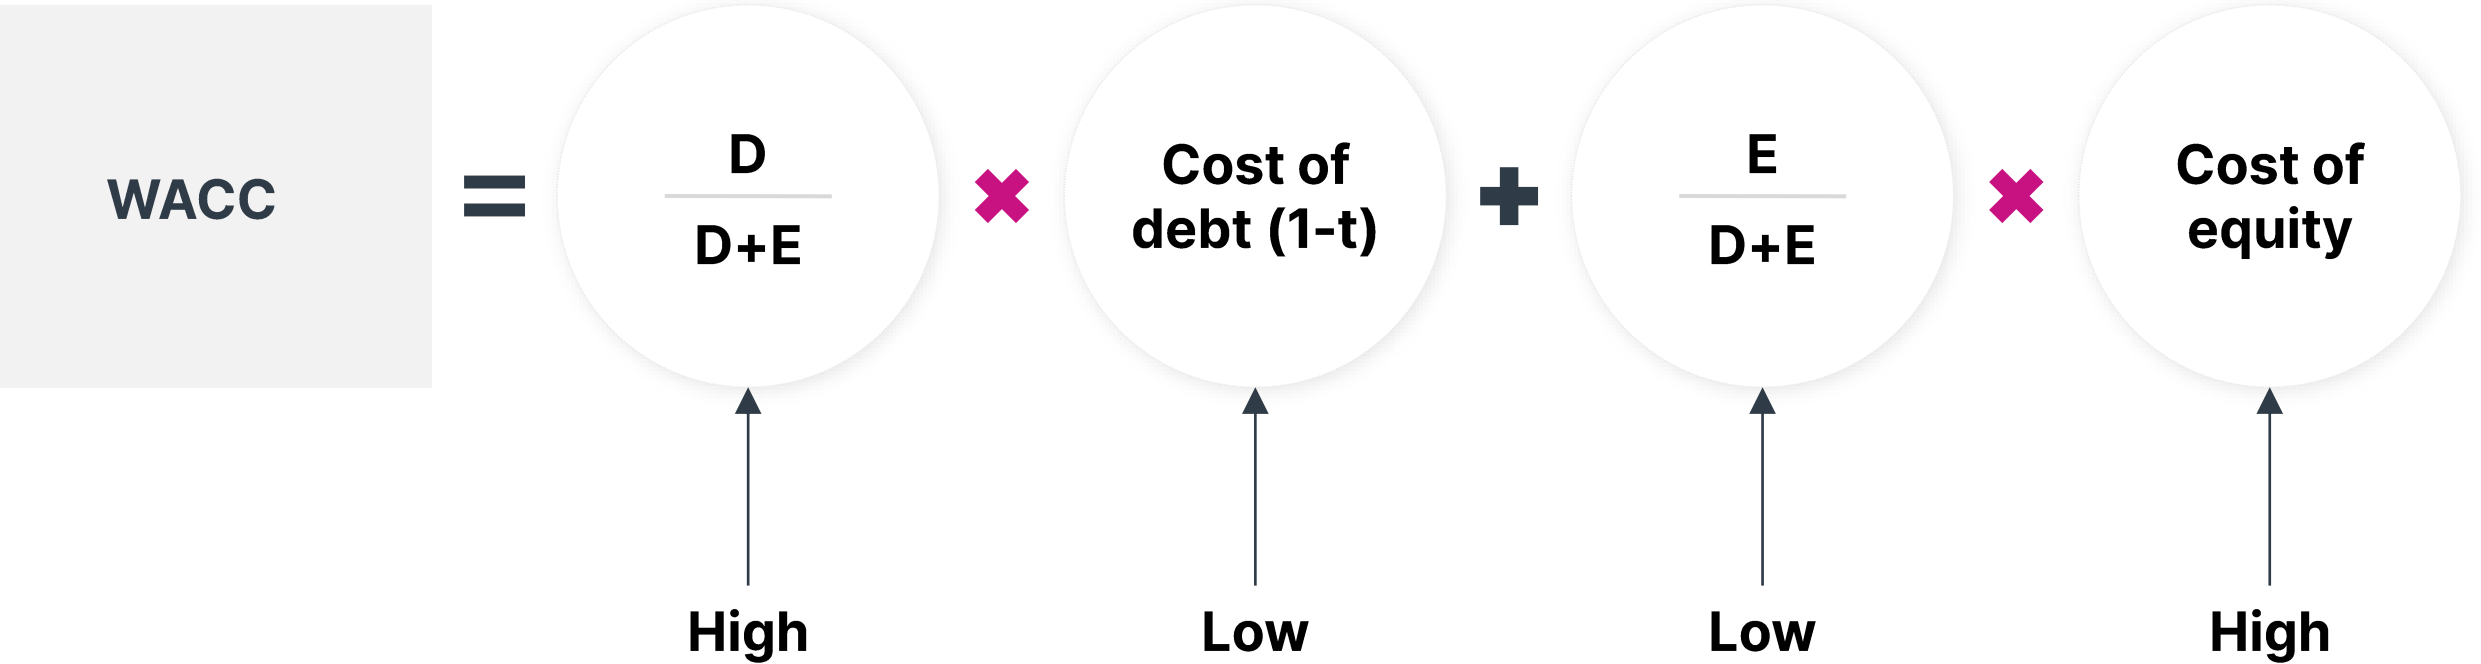 WACC
=
D
D+E
×
Cost of
debt (1-t)
+
E
D+E
×
Cost of
equity
High
Low
Low
High